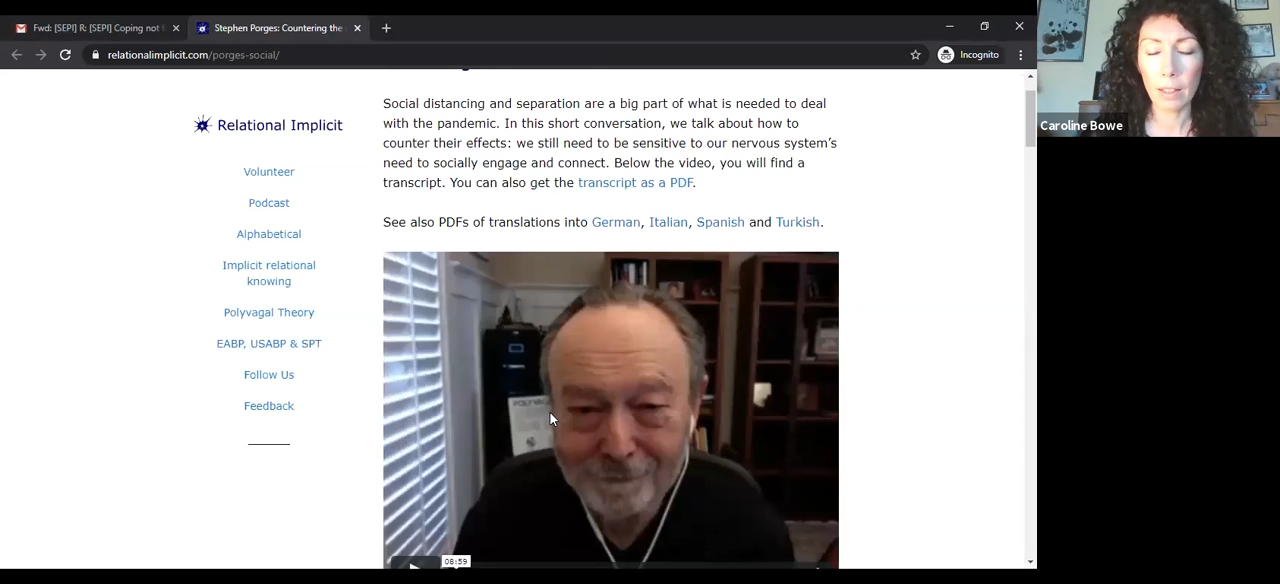 Fwd: [SEPI] R: [SEPI] Coping not
Stephen Porges: Countering the
relationalimplicit.com/porges-social/
Incognito
Caroline Bowe
Relational Implicit
Volunteer
Podcast
Alphabetical
Implicit relational
knowing
Polyvagal Theory
EABP, USABP & SPT
Follow Us
Feedback
Social distancing and separation are a big part of what is needed to deal
with the pandemic. In this short conversation, we talk about how to
counter their effects: we still need to be sensitive to our nervous system's
need to socially engage and connect. Below the video, you will find a
transcript. You can also get the transcript as a PDF.
See also PDFs of translations into German, Italian, Spanish and Turkish.
08:59